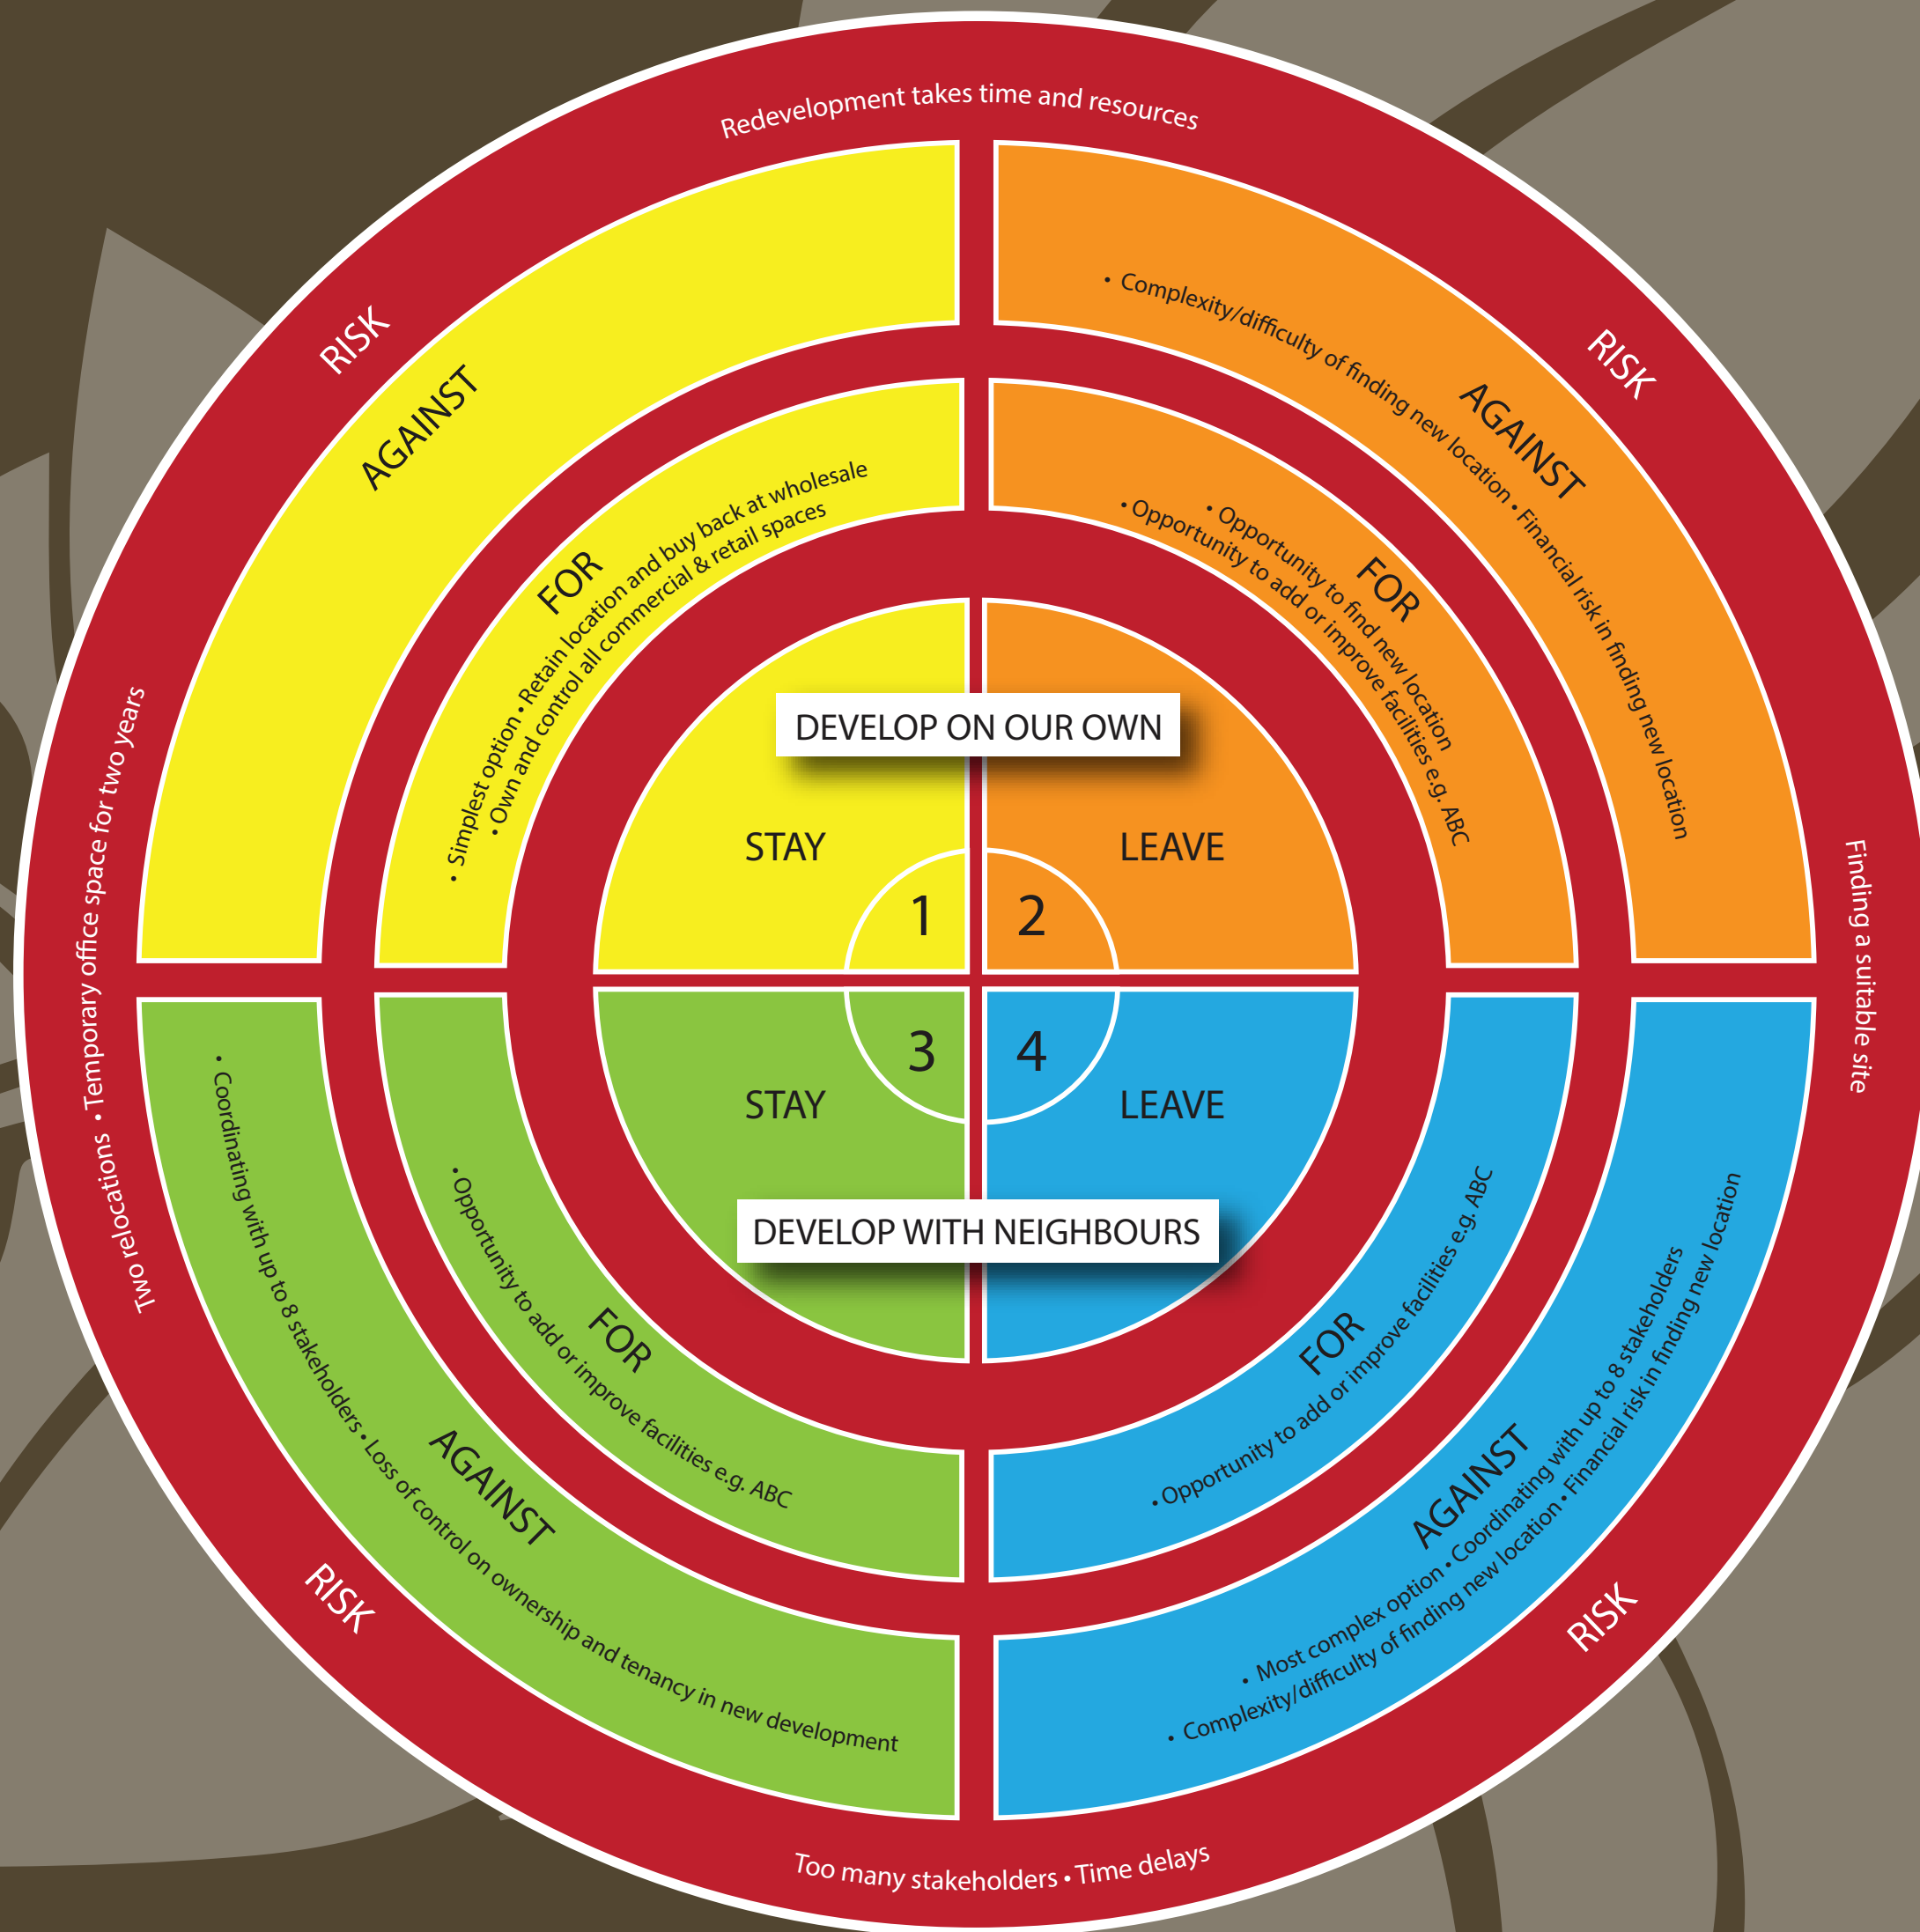 Redevelopment takes time and resources
RISK
RISK
AGAINST
• Complexity/difficulty of finding new location • Financial risk in finding new location
AGAINST
FOR
• Simplest option • Retain location and buy back at wholesale
• Own and control all commercial & retail spaces
FOR
• Opportunity to find new location
• Opportunity to add or improve facilities e.g. ABC
DEVELOP ON OUR OWN
STAY
LEAVE
1
2
Two relocations • Temporary office space for two years
Finding a suitable site
3
4
STAY
LEAVE
DEVELOP WITH NEIGHBOURS
FOR
• Opportunity to add or improve facilities e.g. ABC
FOR
• Opportunity to add or improve facilities e.g. ABC
AGAINST
• Coordinating with up to 8 stakeholders • Loss of control on ownership and tenancy in new development
AGAINST
• Most complex option • Coordinating with up to 8 stakeholders
• Complexity/difficulty of finding new location • Financial risk in finding new location
RISK
RISK
Too many stakeholders • Time delays